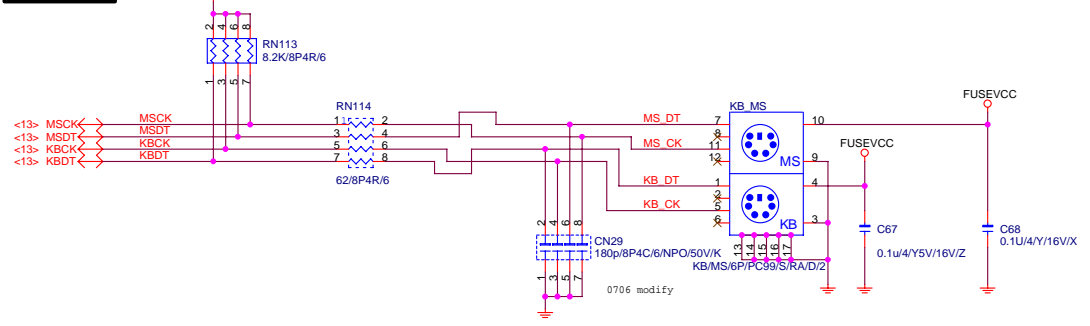 2 4 6 8
RN113
8.2K/8P4R/6
1 3 5 7
FUSEVCC
RN114
KB_MS
<13> MSCK MSCK 1 1 2 MS_DT 7 10
<13> MSDT MSDT 3 4 8
FUSEVCC
<13> KBCK KBCK 5 6 MS_CK 11
<13> KBDT KBDT 7 8 12 MS 9
62/8P4R/6
KB_DT 1 4
2
KB_CK 5
6 KB 3
2 4 6 8
C67
C68
CN29
0.1U/4/Y/16V/X
180p/8P4C/6/NPO/50V/K
13 14 15 16 17
0.1u/4/Y5V/16V/Z
KB/MS/6P/PC99/S/RA/D/2
1 3 5 7
0706 modify